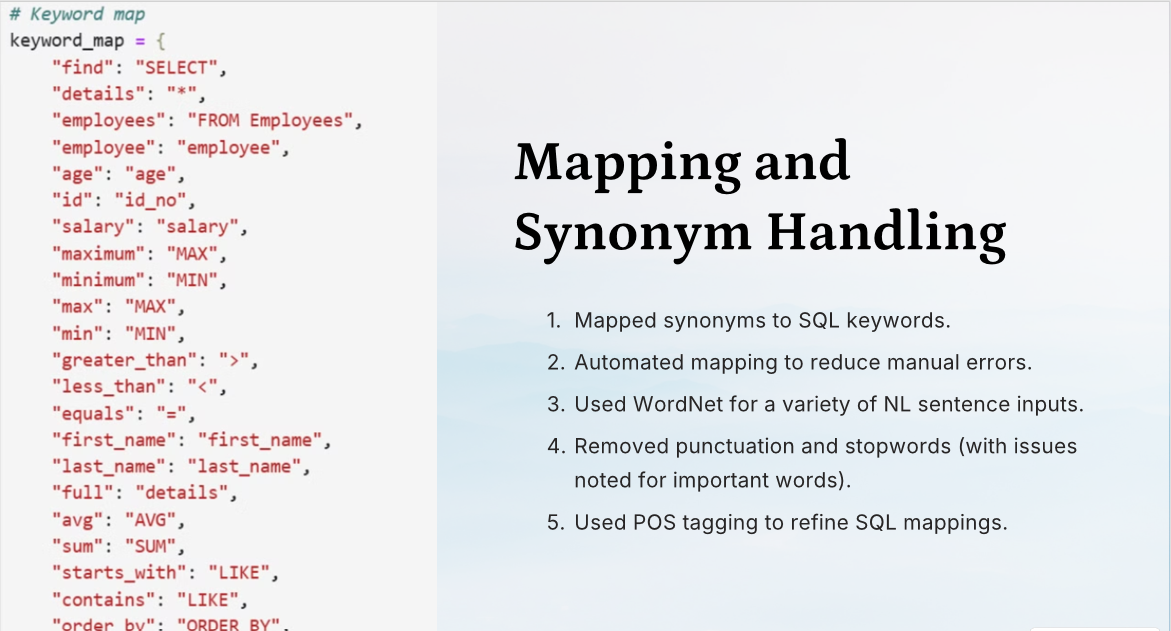 # Keyword map
keyword_map = {
    "find": "SELECT",
    "details": "*",
    "employees": "FROM Employees",
    "employee": "employee",
    "age": "age",
    "id": "id_no",
    "salary": "salary",
    "maximum": "MAX",
    "minimum": "MIN",
    "max": "MAX",
    "min": "MIN",
    "greater_than": ">",
    "less_than": "<",
    "equals": "=",
    "first_name": "first_name",
    "last_name": "last_name",
    "full": "details",
    "avg": "AVG",
    "sum": "SUM",
    "starts_with": "LIKE",
    "contains": "LIKE",
    "order_by": "ORDER BY",
Mapping and
Synonym Handling
1. Mapped synonyms to SQL keywords.
2. Automated mapping to reduce manual errors.
3. Used WordNet for a variety of NL sentence inputs.
4. Removed punctuation and stopwords (with issues
noted for important words).
5. Used POS tagging to refine SQL mappings.